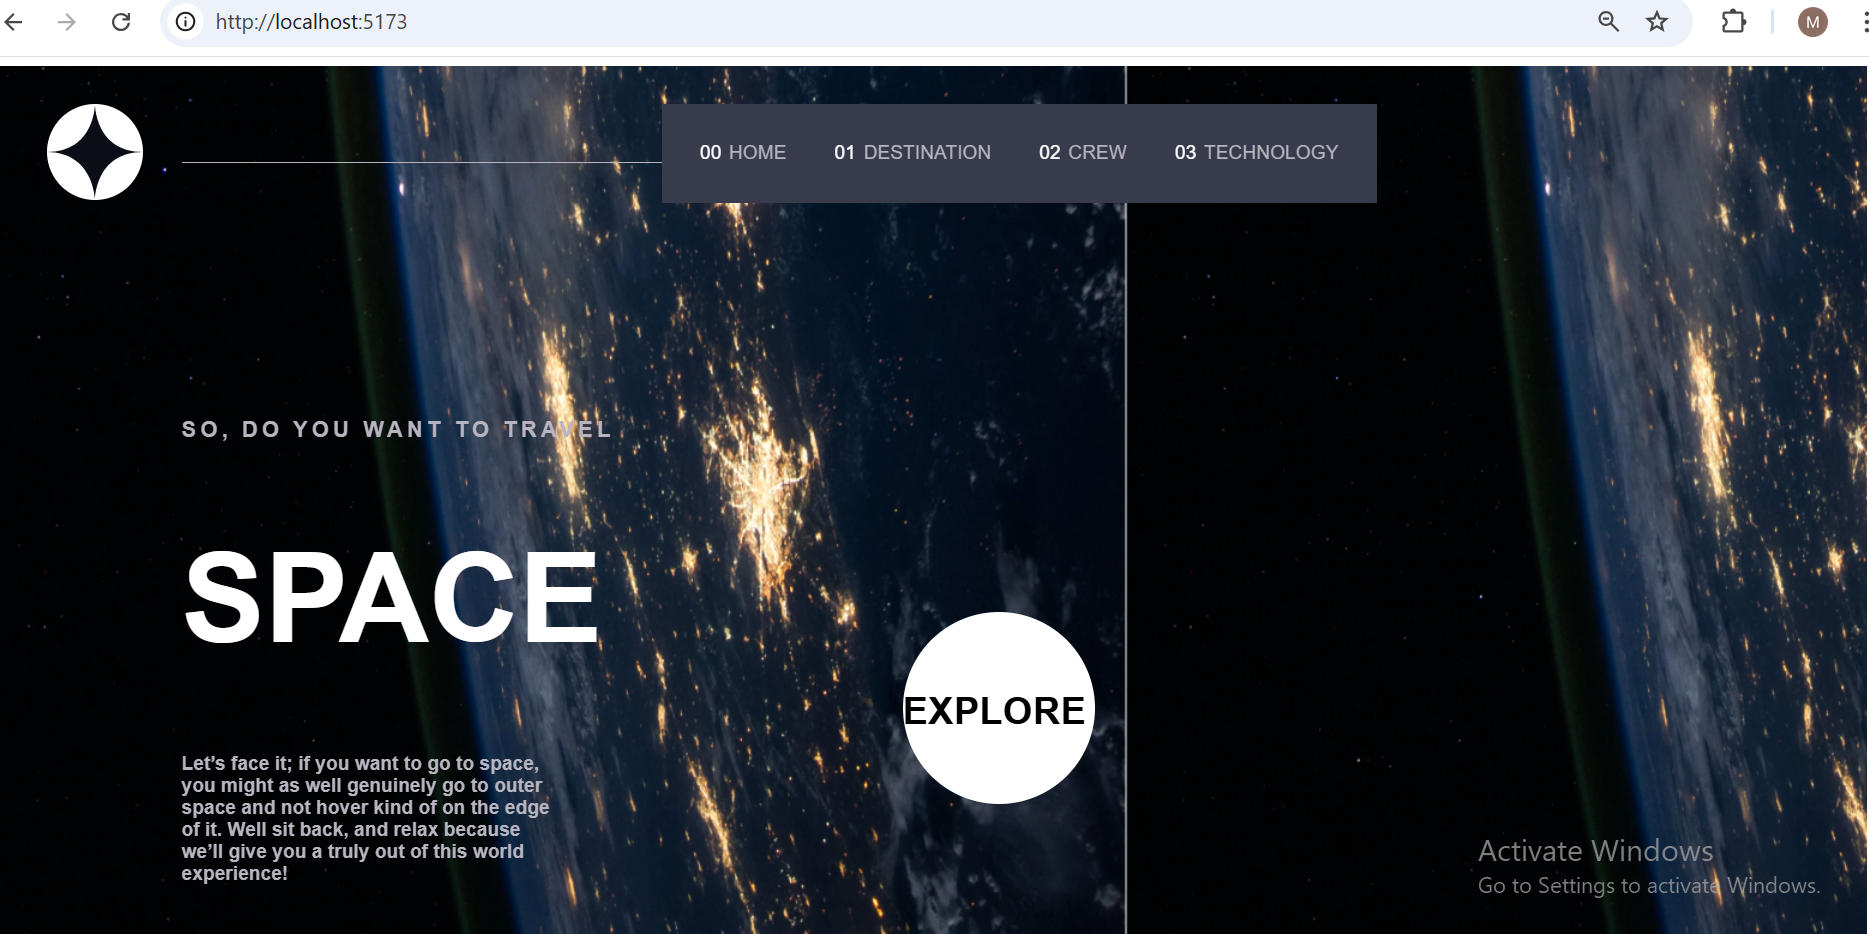 http://localhost:5173
M
00 HOME 01 DESTINATION 02 CREW 03 TECHNOLOGY
SO, DO YOU WANT TO TRAVEL
SPACE
EXPLORE
Let’s face it; if you want to go to space,
you might as well genuinely go to outer
space and not hover kind of on the edge
of it. Well sit back, and relax because
we’ll give you a truly out of this world
experience!
Activate Windows
Go to Settings to activate Windows.